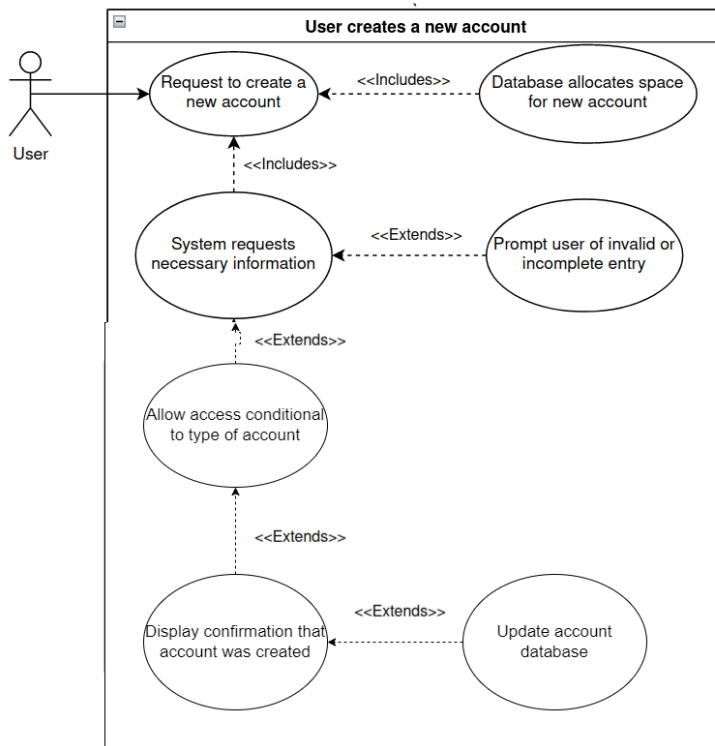 User creates a new account
Request to create a
new account
<<Includes>>
Database allocates space
for new account
User
<<Includes>>
System requests
necessary information
<<Extends>>
Prompt user of invalid or
incomplete entry
<<Extends>>
Allow access conditional
to type of account
<<Extends>>
Display confirmation that
account was created
<<Extends>>
Update account
database